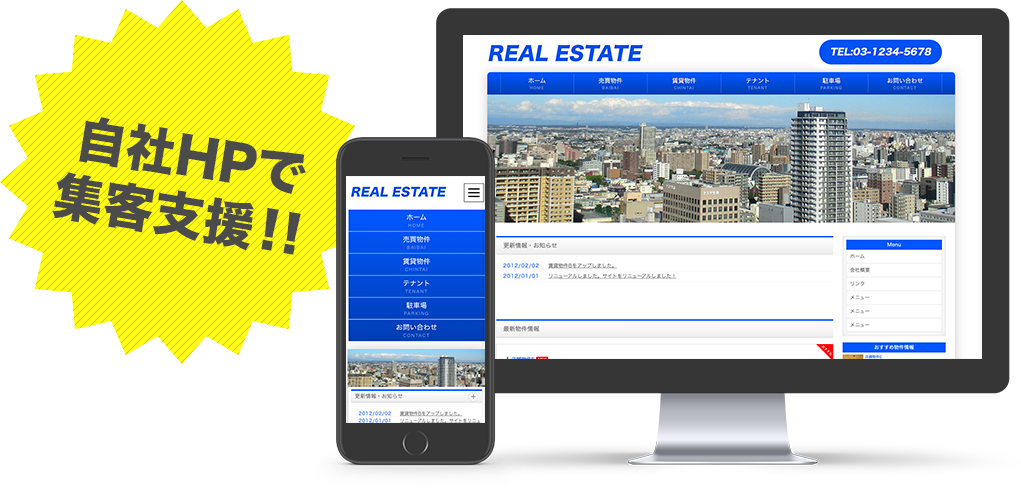 自社HPで
集客支援!!
REAL ESTATE
TEL:03-1234-5678
ホーム 売買物件 賃貸物件 テナント 駐車場 お問い合わせ
HOME BAIBAI CHINTAI TENANT PARKING CONTACT
更新情報・お知らせ
2012/02/02 賃貸物件8をアップしました。
2012/01/01 リニューアルしました。サイトをリニューアルしました！
最新物件情報
Menu
ホーム
会社概要
リンク
メニュー
メニュー
メニュー
おすすめ物件情報
REAL ESTATE
ホーム
HOME
売買物件
BAIBAI
賃貸物件
CHINTAI
テナント
TENANT
駐車場
PARKING
お問い合わせ
CONTACT
更新情報・お知らせ
2012/02/02 賃貸物件8をアップしました。
2012/01/01 リニューアルしました。サイトをリニュ